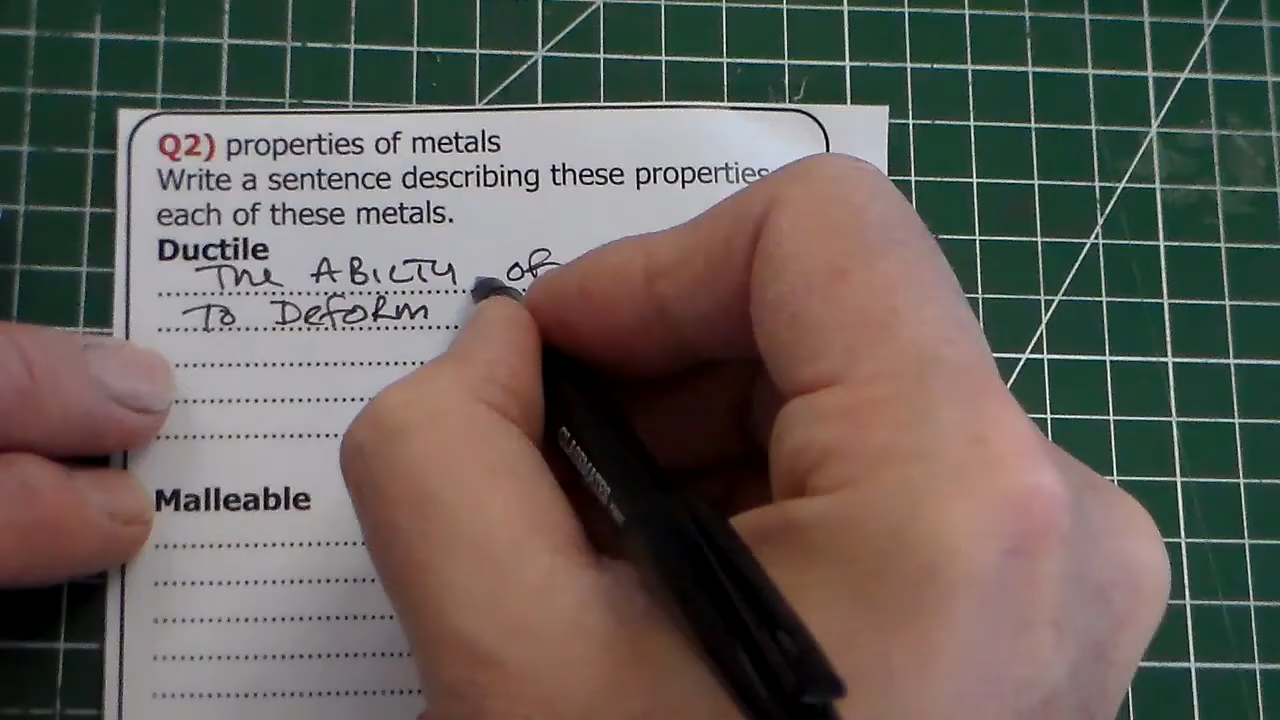 Q2) properties of metals
Write a sentence describing these properties
each of these metals.
Ductile
The ABILTY of
To Deform
Malleable